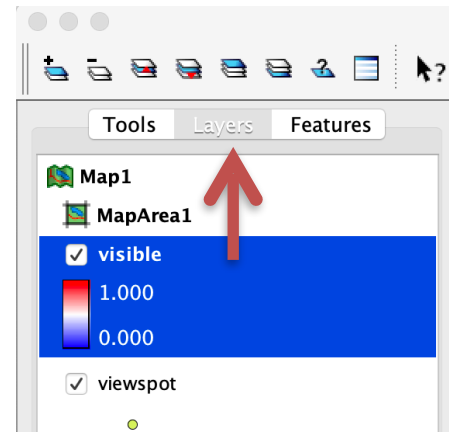 ?
Tools Layers Features
Map1
MapArea1
visible
1.000
0.000
viewspot